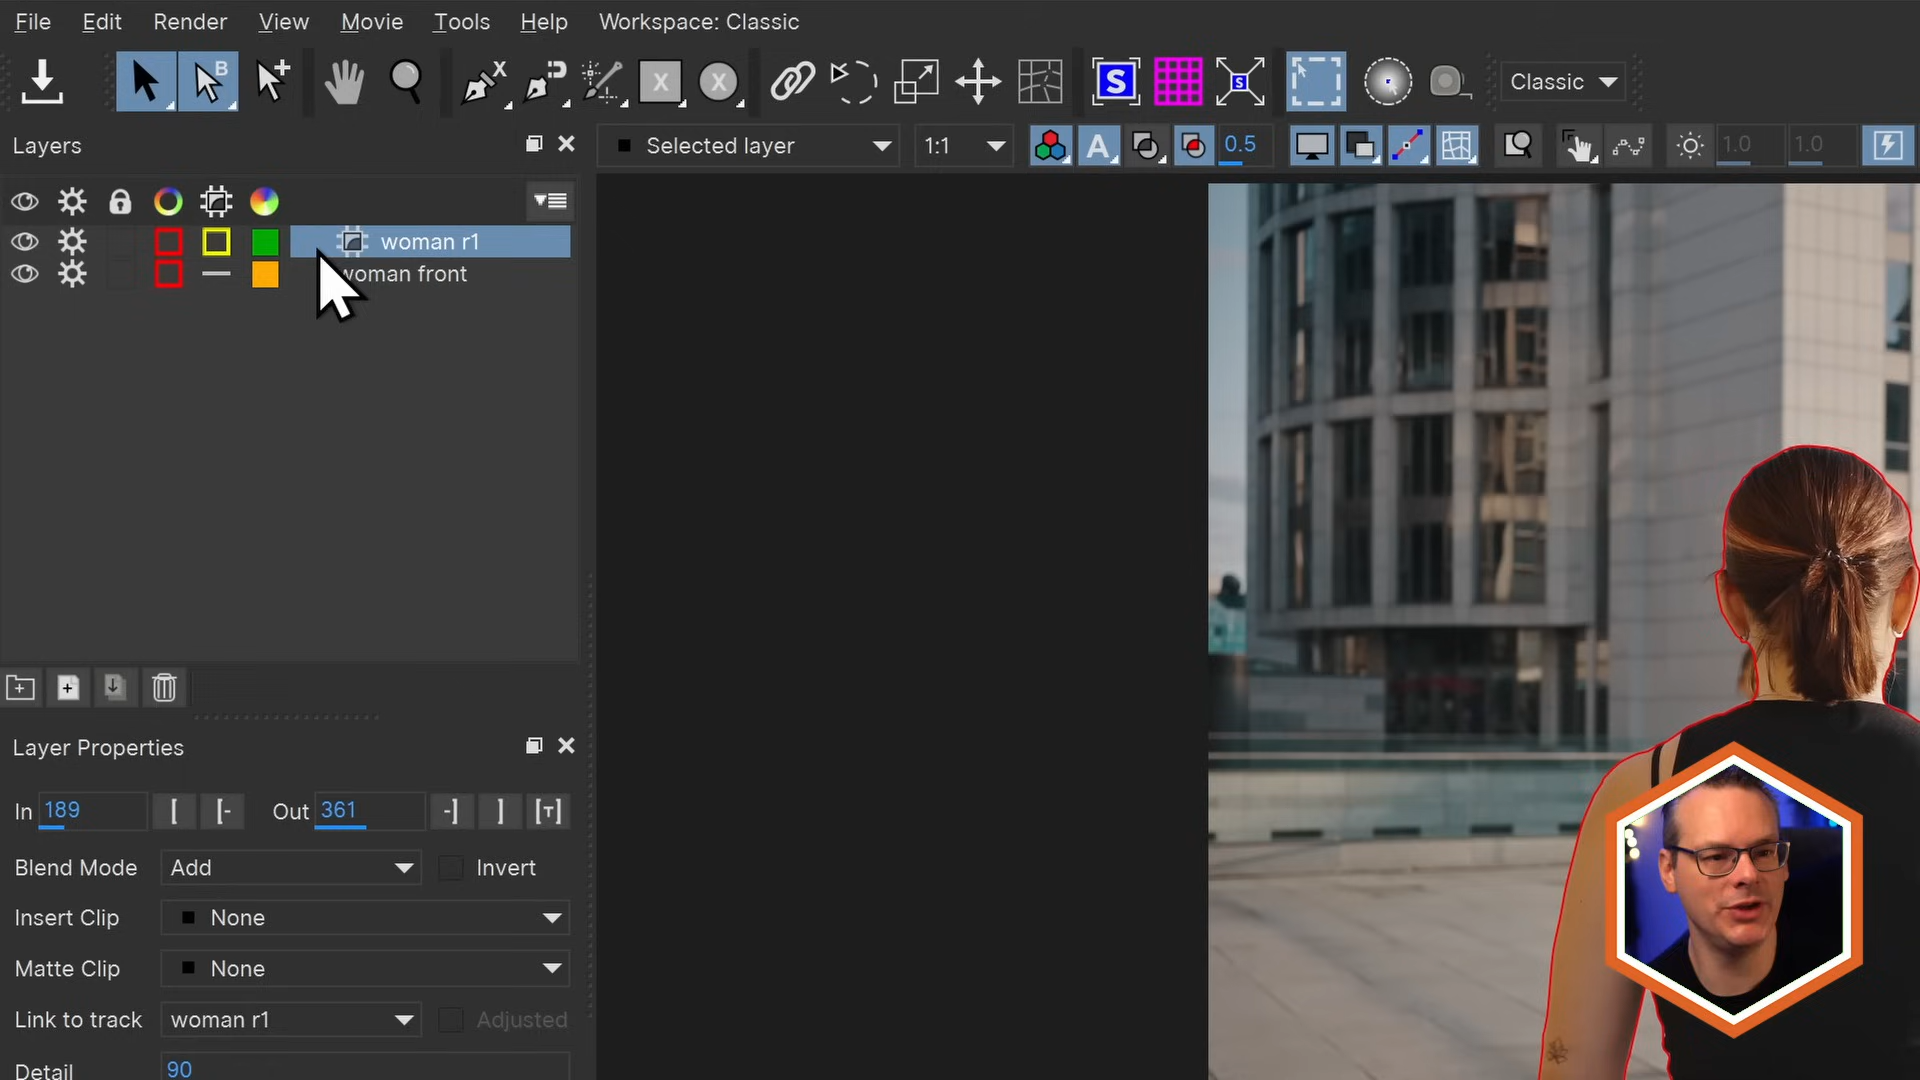 File Edit Render View Movie Tools Help Workspace: Classic
B X X X S S Classic
Layers
Selected layer 1:1 A 0.5 1.0 1.0
woman r1
woman front
Layer Properties
In 189 [ [- Out 361 -] ] [T]
Blend Mode Add Invert
Insert Clip None
Matte Clip None
Link to track woman r1 Adjusted
Detail 90